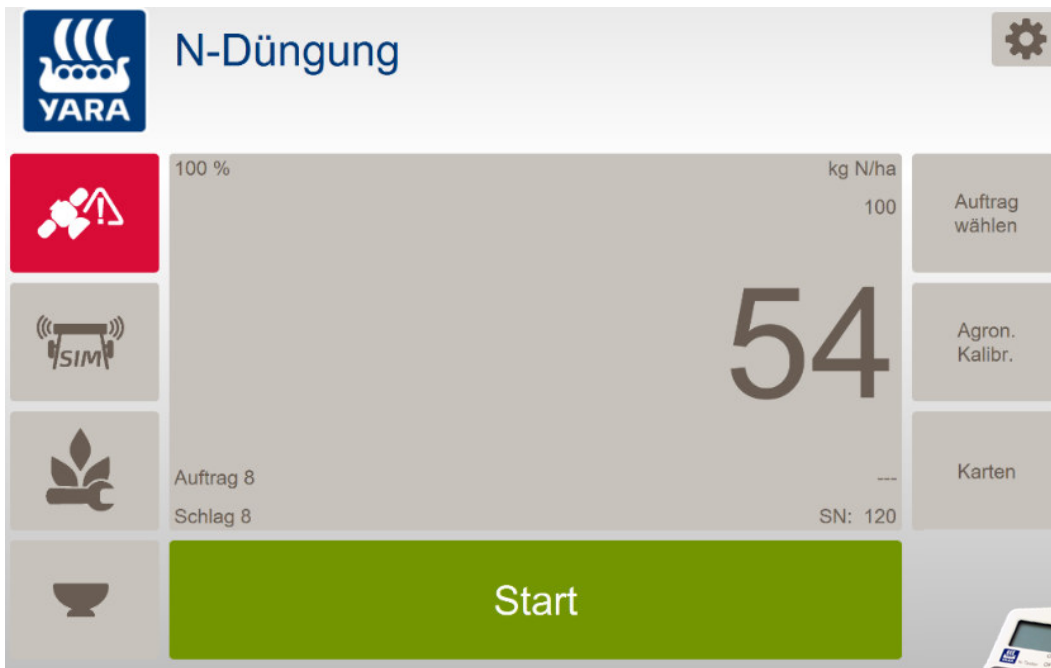 YARA
N-Düngung
100 %
kg N/ha
100
Auftrag
wählen
SIM
54
Agron.
Kalibr.
Auftrag 8
---
Karten
Schlag 8
SN: 120
Start